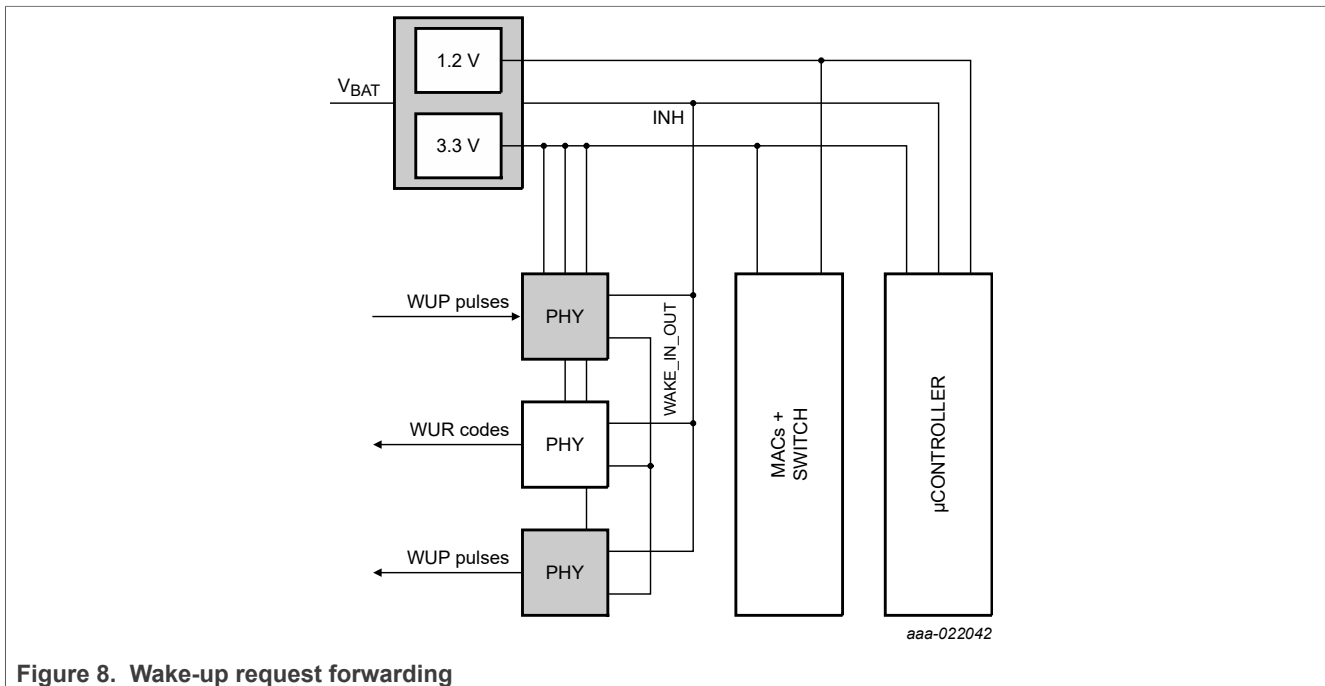 1.2 V
VBAT
INH
3.3 V
WUP pulses
PHY
WAKE_IN_OUT
WUR codes
PHY
MACs +
SWITCH
µCONTROLLER
WUP pulses
PHY
aaa-022042
Figure 8. Wake-up request forwarding